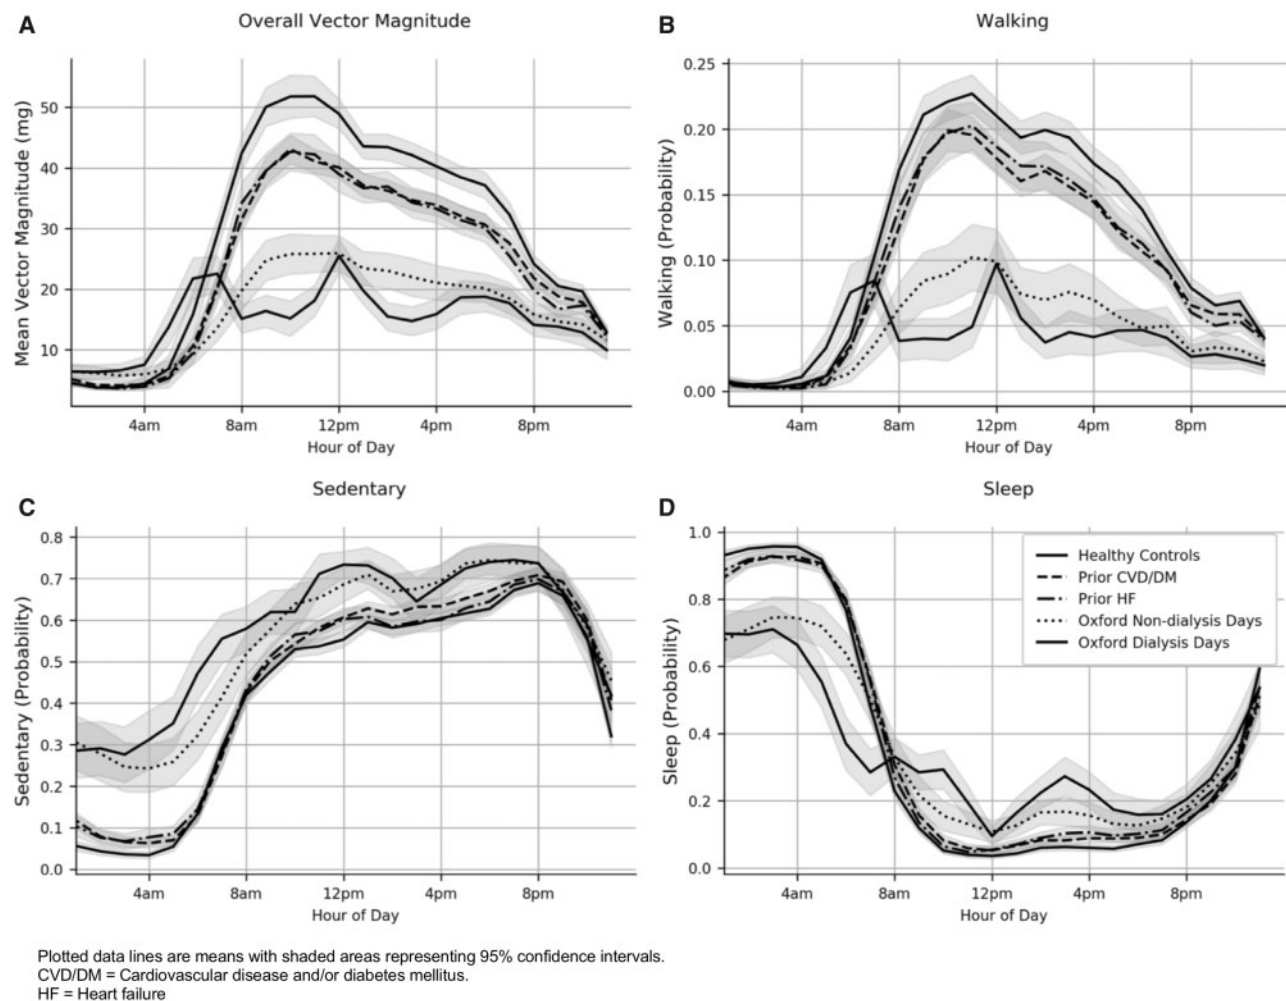 A
Overall Vector Magnitude
Mean Vector Magnitude (mg)
50
40
30
20
10
4am
8am
12pm
4pm
8pm
Hour of Day
B
Walking
Walking (Probability)
0.25
0.20
0.15
0.10
0.05
0.00
4am
8am
12pm
4pm
8pm
Hour of Day
C
Sedentary
Sedentary (Probability)
0.8
0.7
0.6
0.5
0.4
0.3
0.2
0.1
0.0
4am
8am
12pm
4pm
8pm
Hour of Day
D
Sleep
Sleep (Probability)
1.0
0.8
0.6
0.4
0.2
0.0
Healthy Controls
Prior CVD/DM
Prior HF
Oxford Non-dialysis Days
Oxford Dialysis Days
4am
8am
12pm
4pm
8pm
Hour of Day
Plotted data lines are means with shaded areas representing 95% confidence intervals.
CVD/DM = Cardiovascular disease and/or diabetes mellitus.
HF = Heart failure